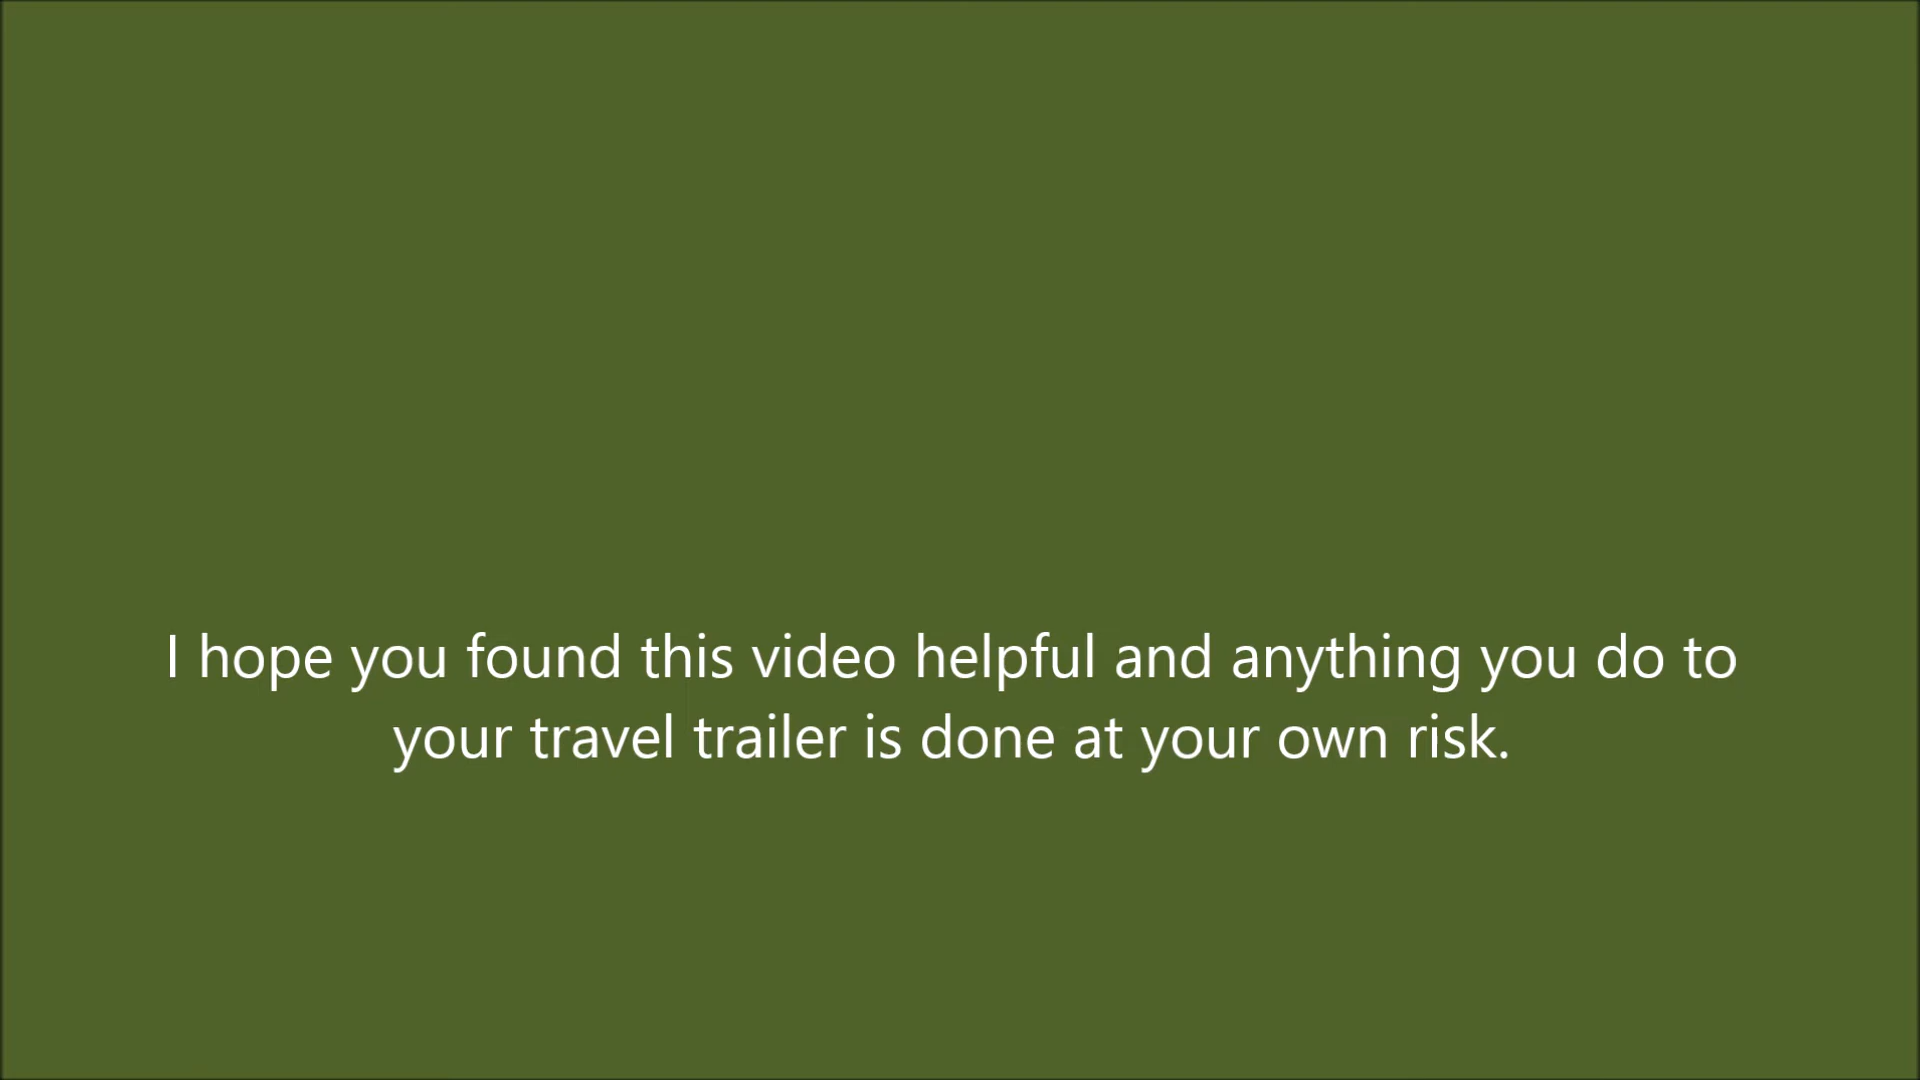 I hope you found this video helpful and anything you do to
your travel trailer is done at your own risk.